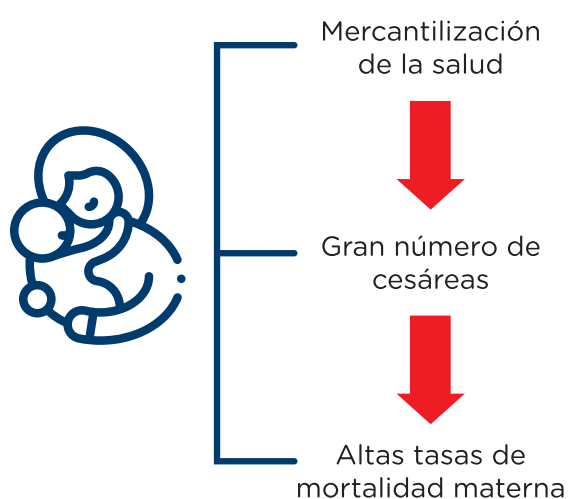 Mercantilización
de la salud
Gran número de
cesáreas
Altas tasas de
mortalidad materna